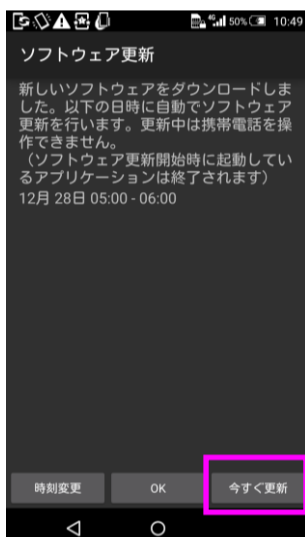 50% 10:49
ソフトウェア更新
新しいソフトウェアをダウンロードしま
した。以下の日時に自動でソフトウェア
更新を行います。更新中は携帯電話を操
作できません。
（ソフトウェア更新開始時に起動してい
るアプリケーションは終了されます）
12月 28日 05:00 - 06:00
時刻変更 OK 今すぐ更新